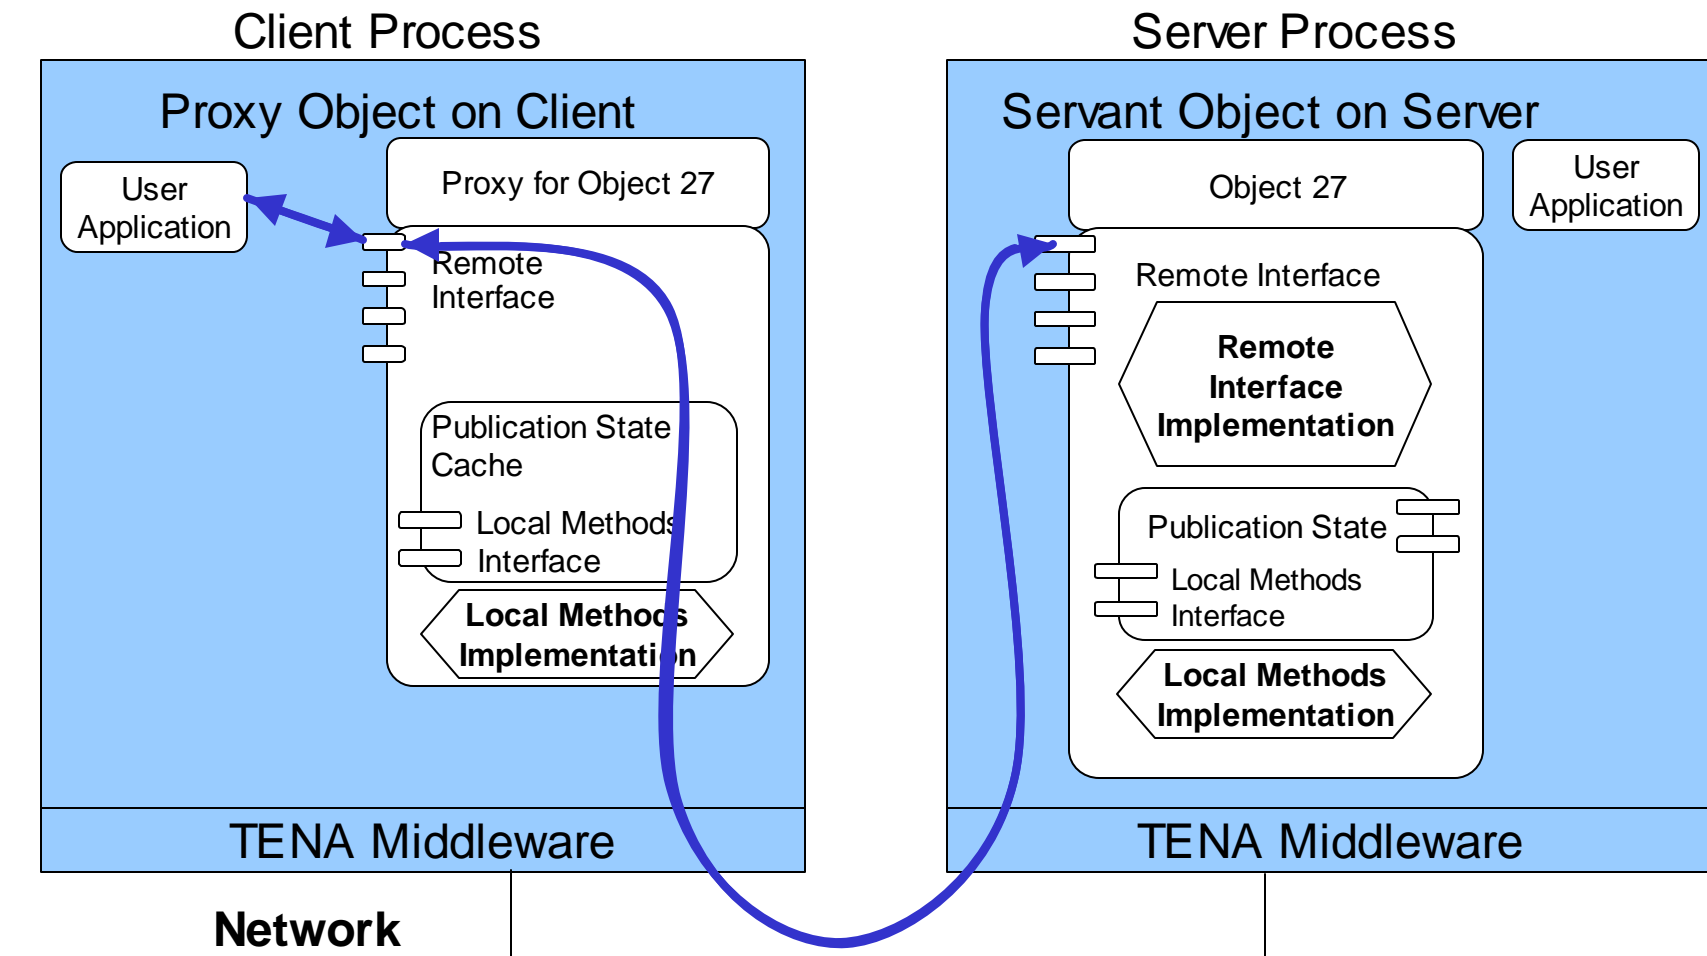 Client Process
Proxy Object on Client
User
Application
Proxy for Object 27
Remote
Interface
Publication State
Cache
Local Methods
Interface
Local Methods
Implementation
TENA Middleware
Network
Server Process
Servant Object on Server
Object 27
User
Application
Remote Interface
Remote
Interface
Implementation
Publication State
Local Methods
Interface
Local Methods
Implementation
TENA Middleware